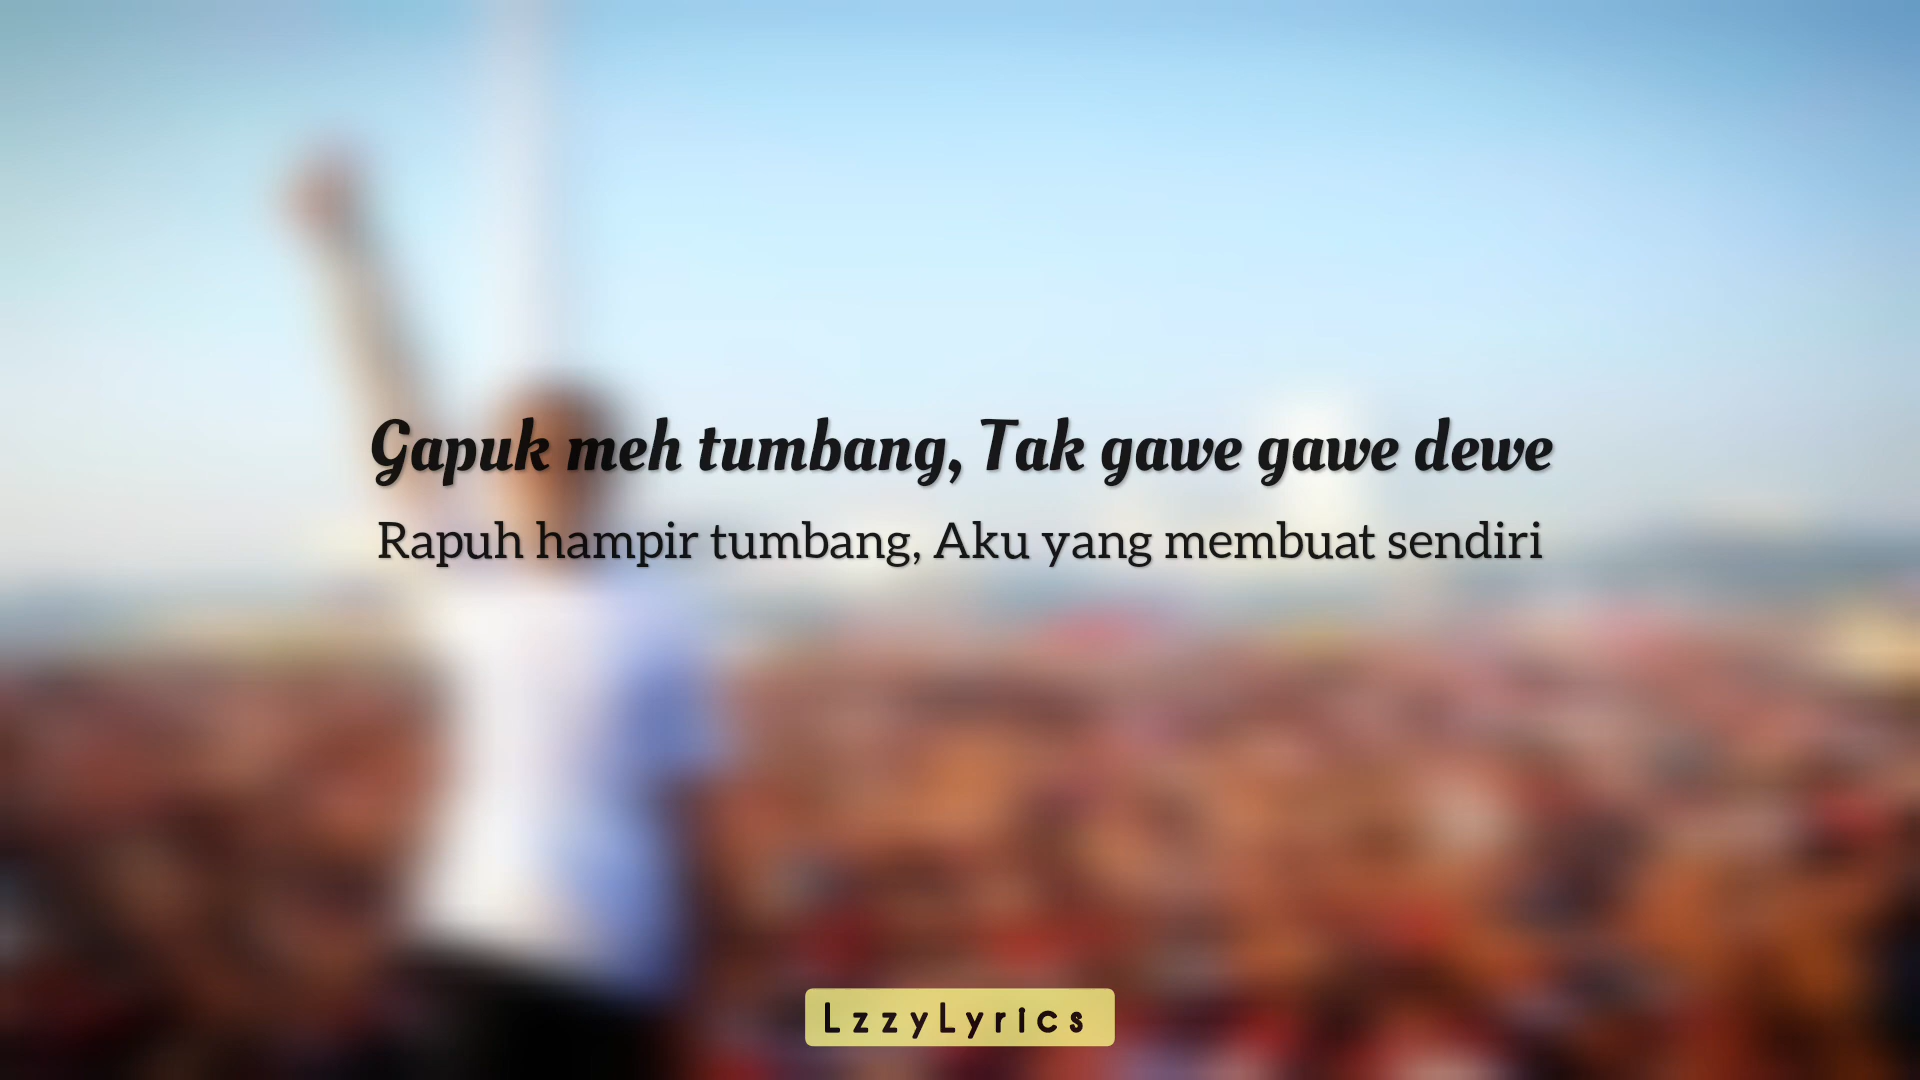 Gapuk meh tumbang, Tak gawe gawe dewe
Rapuh hampir tumbang, Aku yang membuat sendiri
LzzyLyrics